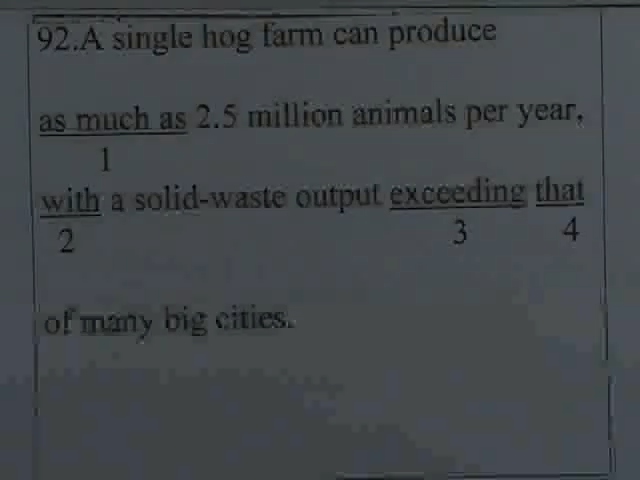 92.A single hog farm can produce
as much as 2.5 million animals per year,
1
with a solid-waste output exceeding that
2 3 4
of many big cities.